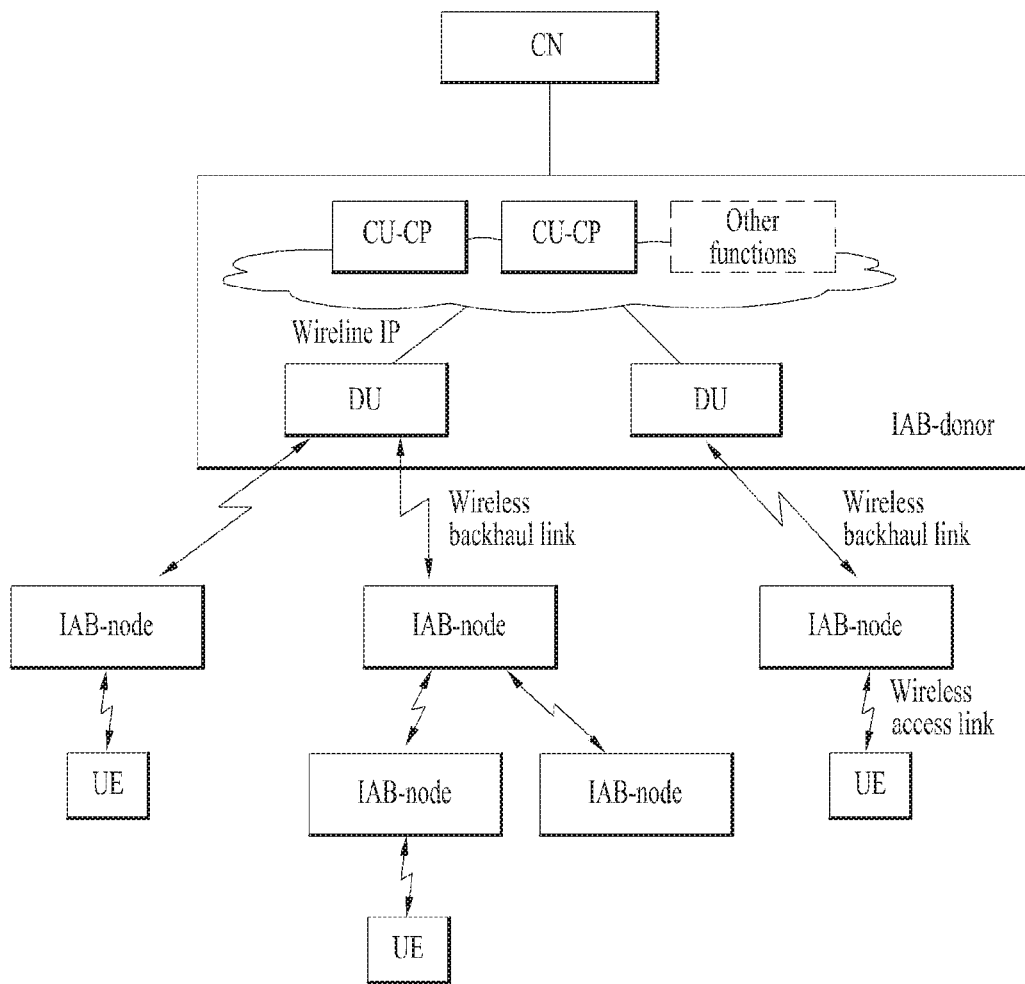 CN
CU-CP
CU-CP
Other
functions
Wireline IP
DU
DU
IAB-donor
Wireless
backhaul link
Wireless
backhaul link
IAB-node
IAB-node
IAB-node
Wireless
access link
UE
IAB-node
IAB-node
UE
UE